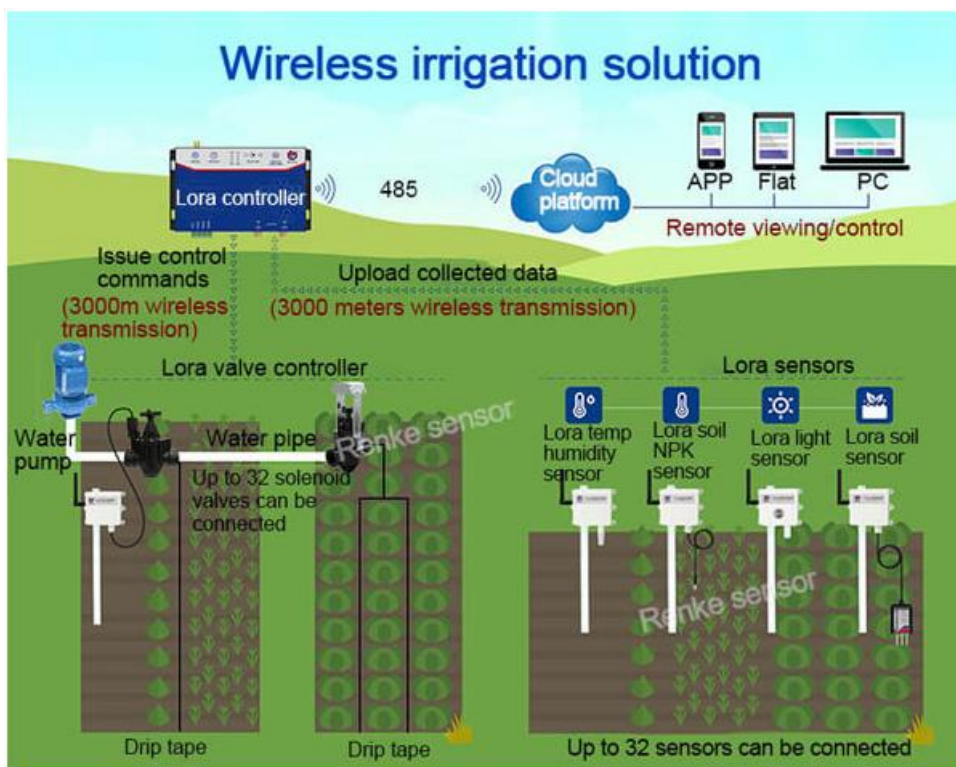 Wireless irrigation solution
Lora controller
485
Cloud
platform
APP
Flat
PC
Remote viewing/control
Issue control
commands
(3000m wireless
transmission)
Upload collected data
(3000 meters wireless transmission)
Lora valve controller
Lora sensors
Water
pump
Water pipe
Up to 32 solenoid
valves can be
connected
Renke sensor
Lora temp
humidity
sensor
Lora soil
NPK
sensor
Lora light
sensor
Lora soil
sensor
Renke sensor
Drip tape
Drip tape
Up to 32 sensors can be connected